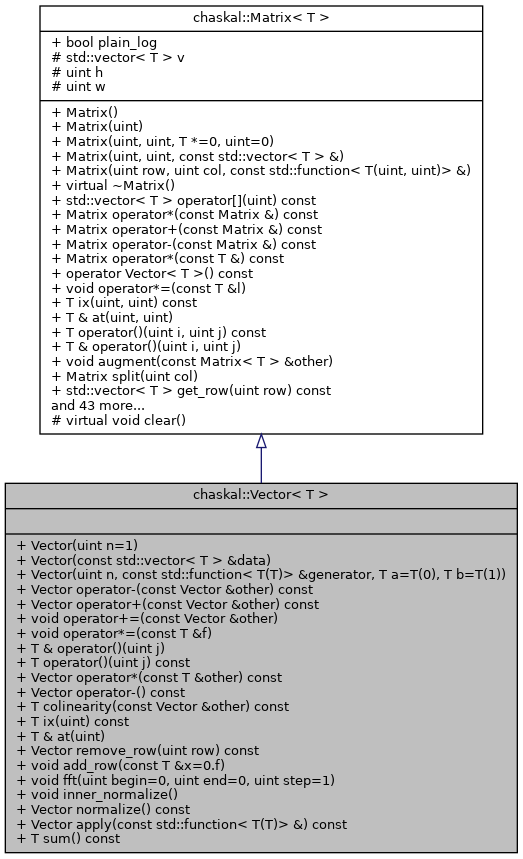 chaskal::Matrix< T >
+ bool plain_log
# std::vector< T > v
# uint h
# uint w
+ Matrix()
+ Matrix(uint)
+ Matrix(uint, uint, T *=0, uint=0)
+ Matrix(uint, uint, const std::vector< T > &)
+ Matrix(uint row, uint col, const std::function< T(uint, uint)> &)
+ virtual ~Matrix()
+ std::vector< T > operator[](uint) const
+ Matrix operator*(const Matrix &) const
+ Matrix operator+(const Matrix &) const
+ Matrix operator-(const Matrix &) const
+ Matrix operator*(const T &) const
+ operator Vector< T >() const
+ void operator*=(const T &l)
+ T ix(uint, uint) const
+ T & at(uint, uint)
+ T operator()(uint i, uint j) const
+ T & operator()(uint i, uint j)
+ void augment(const Matrix< T > &other)
+ Matrix split(uint col)
+ std::vector< T > get_row(uint row) const
and 43 more...
# virtual void clear()
chaskal::Vector< T >
+ Vector(uint n=1)
+ Vector(const std::vector< T > &data)
+ Vector(uint n, const std::function< T(T)> &generator, T a=T(0), T b=T(1))
+ Vector operator-(const Vector &other) const
+ Vector operator+(const Vector &other) const
+ void operator+=(const Vector &other)
+ void operator*=(const T &f)
+ T & operator()(uint j)
+ T operator()(uint j) const
+ Vector operator*(const T &other) const
+ Vector operator-() const
+ T colinearity(const Vector &other) const
+ T ix(uint) const
+ T & at(uint)
+ Vector remove_row(uint row) const
+ void add_row(const T &x=0.f)
+ void fft(uint begin=0, uint end=0, uint step=1)
+ void inner_normalize()
+ Vector normalize() const
+ Vector apply(const std::function< T(T)> &) const
+ T sum() const